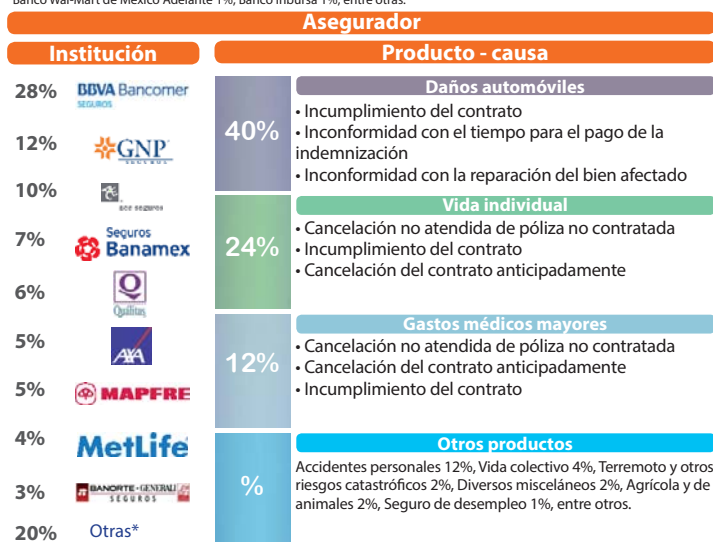 Banco Wal-Mart de México Adelante 1%, Banco Inbursa 1%, entre otras.
Asegurador
Institución
Producto - causa
28% BBVA Bancomer
SEGUROS
12% GNP
SEGUROS
10%
ace seguros
7% Seguros
Banamex
6% Q
Quálitas
5% AXA
5% MAPFRE
4% MetLife
3% BANORTE - GENERALI
SEGUROS
20% Otras*
40%
Daños automóviles
• Incumplimiento del contrato
• Inconformidad con el tiempo para el pago de la
indemnización
• Inconformidad con la reparación del bien afectado
24%
Vida individual
• Cancelación no atendida de póliza no contratada
• Incumplimiento del contrato
• Cancelación del contrato anticipadamente
12%
Gastos médicos mayores
• Cancelación no atendida de póliza no contratada
• Cancelación del contrato anticipadamente
• Incumplimiento del contrato
%
Otros productos
Accidentes personales 12%, Vida colectivo 4%, Terremoto y otros
riesgos catastróficos 2%, Diversos misceláneos 2%, Agrícola y de
animales 2%, Seguro de desempleo 1%, entre otros.